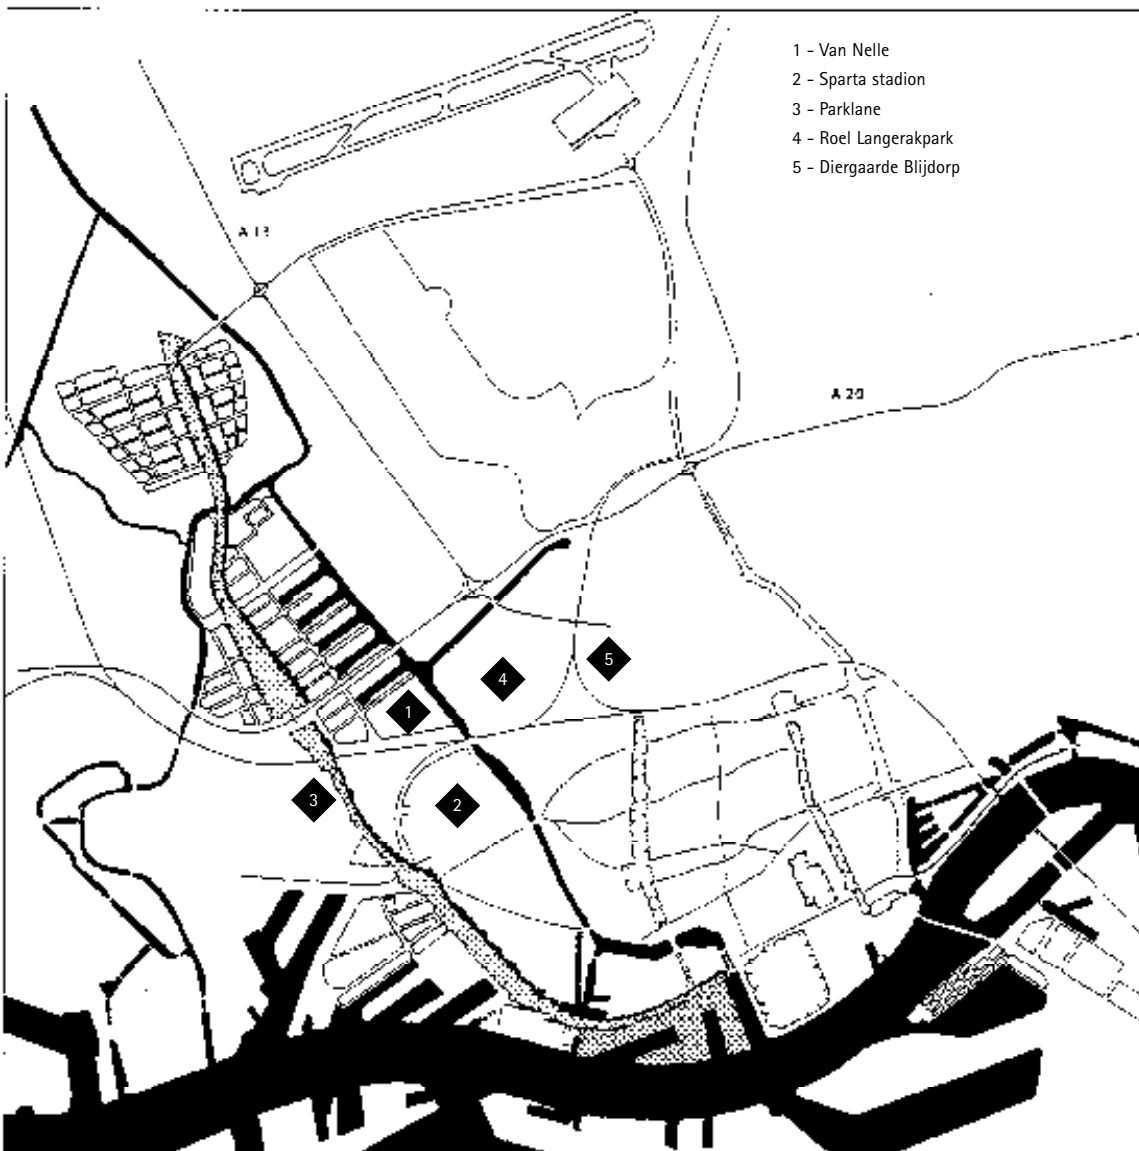 1 - Van Nelle
2 - Sparta stadion
3 - Parklane
4 - Roel Langerakpark
5 - Diergaarde Blijdorp
A 13
A 20
5
4
1
3
2